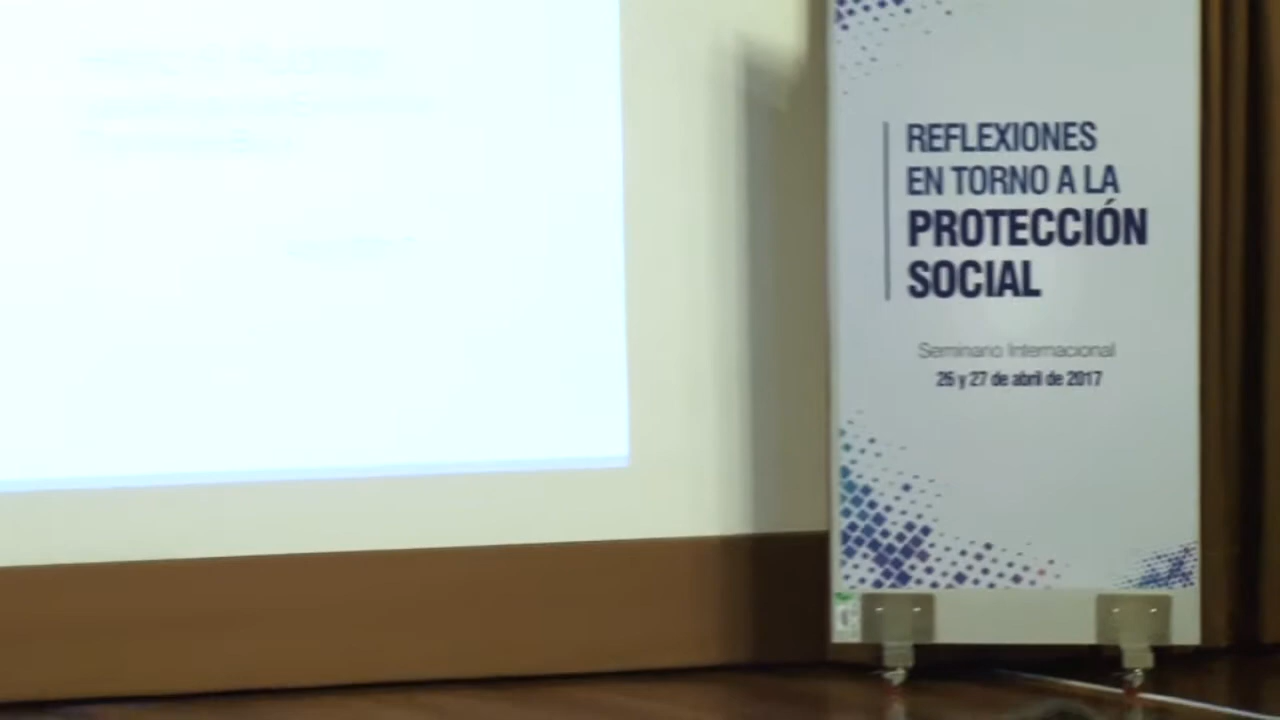 REFLEXIONES
EN TORNO A LA
PROTECCIÓN
SOCIAL
Seminario Internacional
26 y 27 de abril de 2017